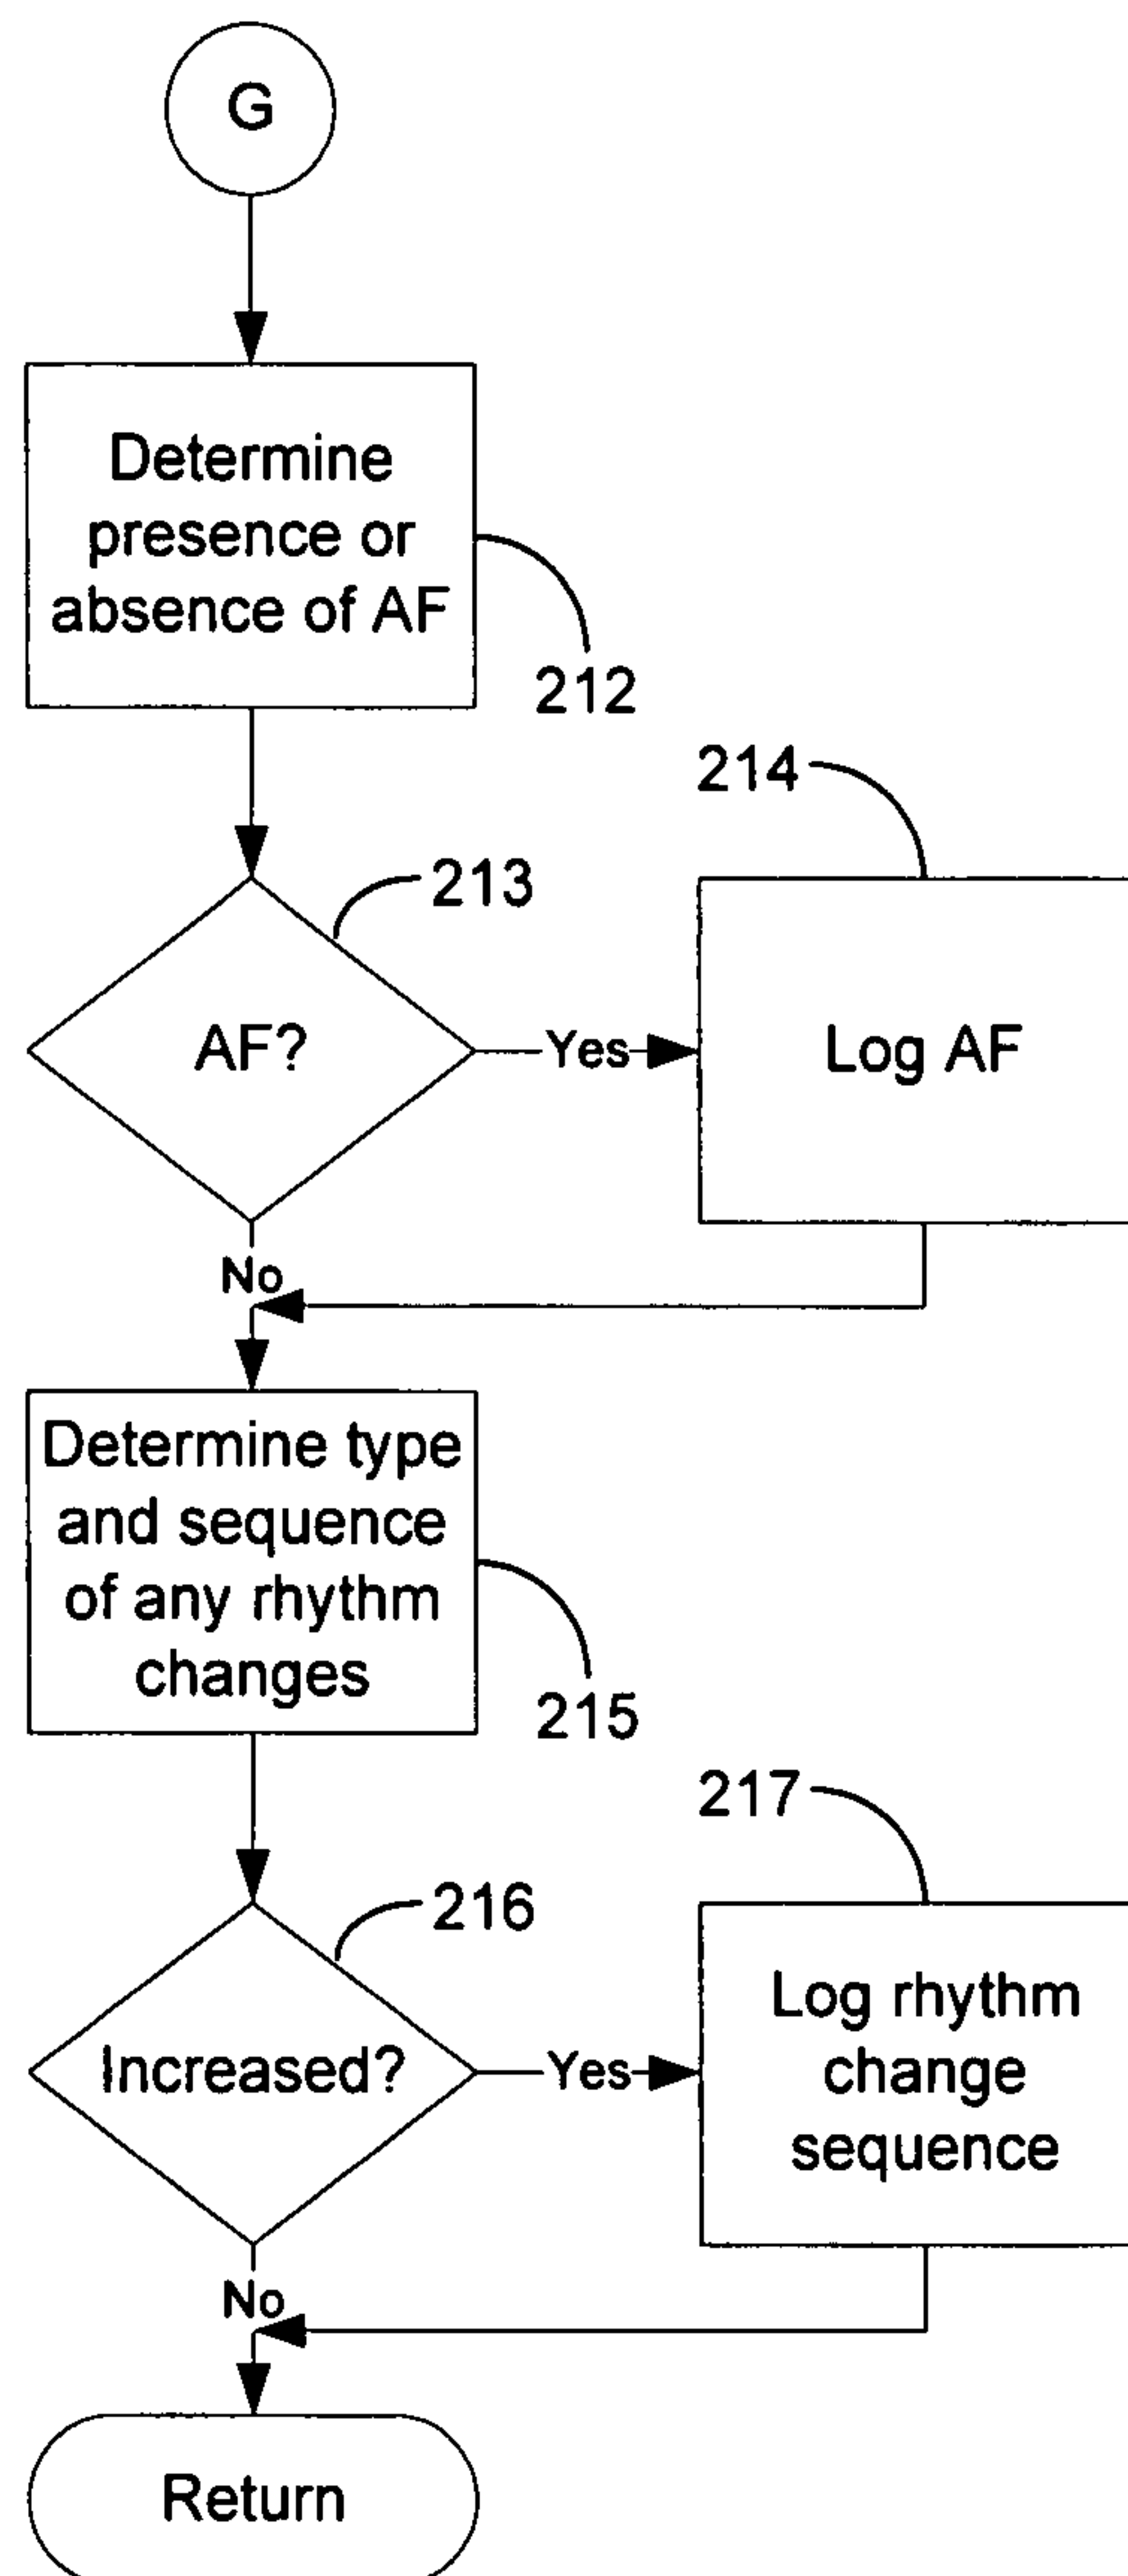 G
Determine
presence or
absence of AF
212
213
214
AF?
Yes
Log AF
No
Determine type
and sequence
of any rhythm
changes
215
216
217
Increased?
Yes
Log rhythm
change
sequence
No
Return